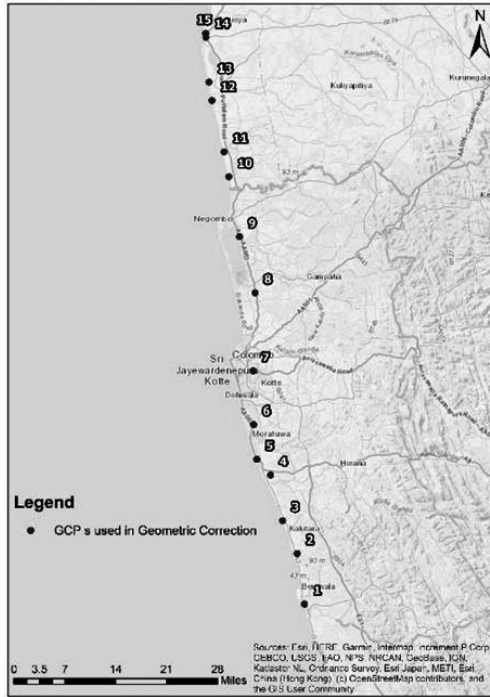 15 14
N
13
Kuliyapitiya
Kurunegala
12
11
10
Negombo
9
8
Gampaha
Colombo
7
Sri
Jayewardenepura
Kotte
Kotte
Dehiwala
6
Moratuwa
5
4
Horana
3
Kalutara
2
Beruwala
1
Legend
GCP s used in Geometric Correction
0 3.5 7 14 21 28
Miles
Sources: Esri, HERE, Garmin, Intermap, increment P Corp.,
GEBCO, USGS, FAO, NPS, NRCAN, GeoBase, IGN,
Kadaster NL, Ordnance Survey, Esri Japan, METI, Esri
China (Hong Kong), (c) OpenStreetMap contributors, and
the GIS User Community